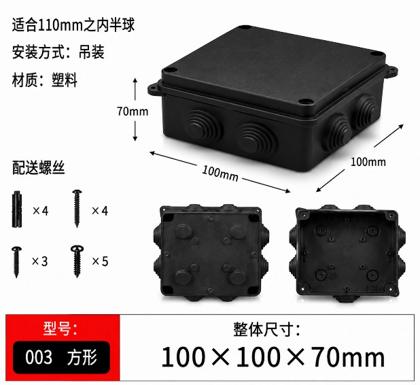 适合110mm之内半球
安装方式：吊装
材质：塑料
70mm
100mm
100mm
配送螺丝
×4
×4
×3
×5
型号：
003 方形
整体尺寸：
100×100×70mm